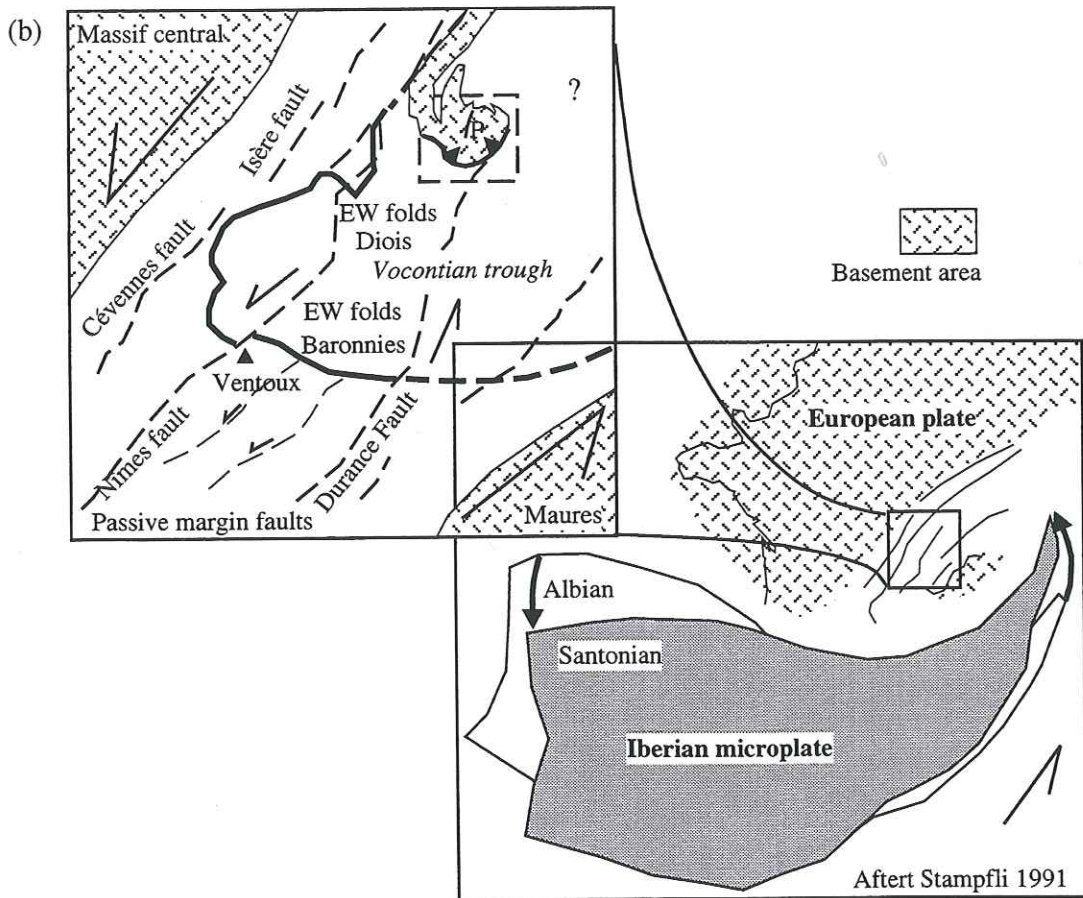 (b)
Massif central
Isère fault
?
P
Cévennes fault
EW folds
Diois
Vocontian trough
EW folds
Baronnies
Ventoux
Nîmes fault
Durance Fault
Passive margin faults
Maures
Basement area
European plate
Albian
Santonian
Iberian microplate
Aftert Stampfli 1991